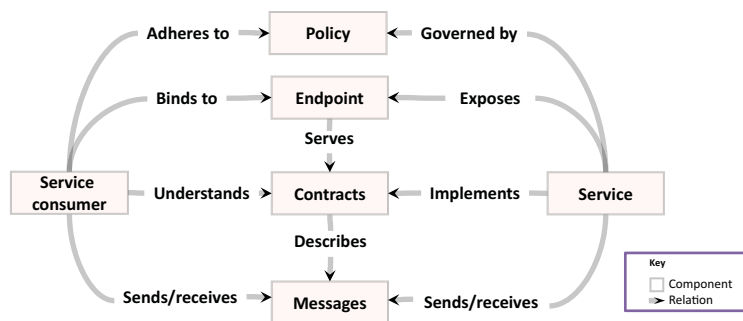 Adheres to
Policy
Governed by
Binds to
Endpoint
Exposes
Serves
Service
consumer
Understands
Contracts
Implements
Service
Describes
Sends/receives
Messages
Sends/receives
Key
Component
Relation